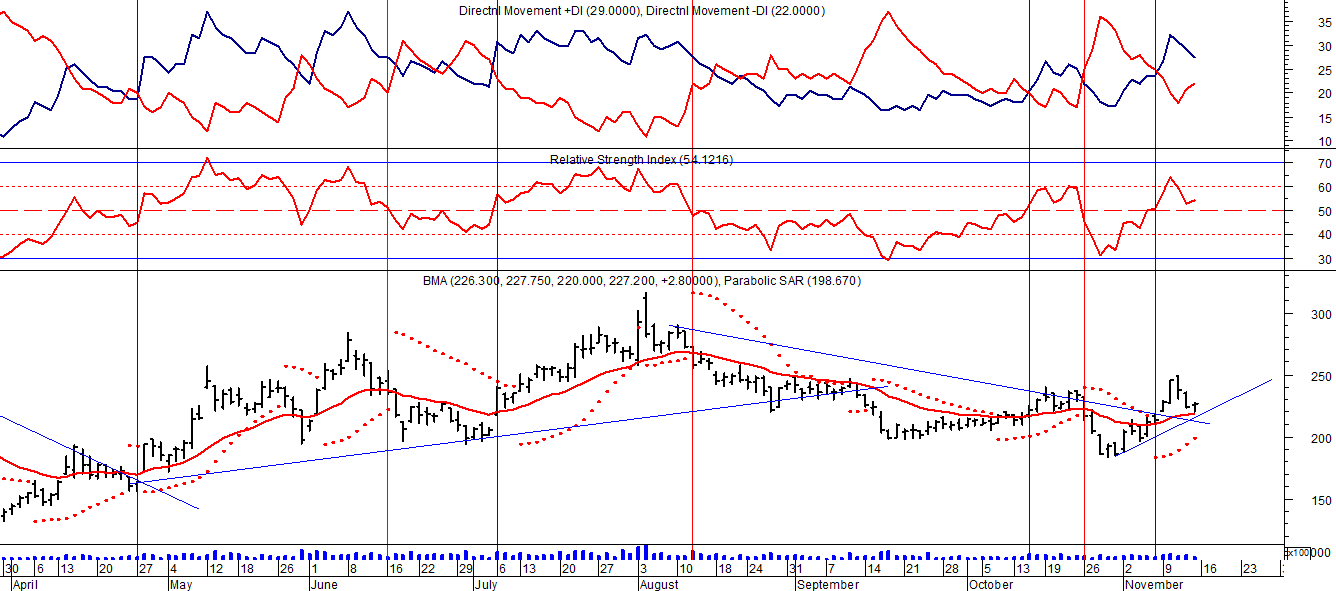 Directnl Movement +DI (29.0000), Directnl Movement -DI (22.0000)
35
30
25
20
15
10
Relative Strength Index (54.1216)
70
60
50
40
30
BMA (226.300, 227.750, 220.000, 227.200, +2.80000), Parabolic SAR (198.670)
300
250
200
150
x100 000
30 6 13 20 27 4 12 18 26 1 8 16 22 29 6 13 20 27 3 10 18 24 31 7 14 21 28 5 13 19 26 2 9 16 23
April May June July August September October November